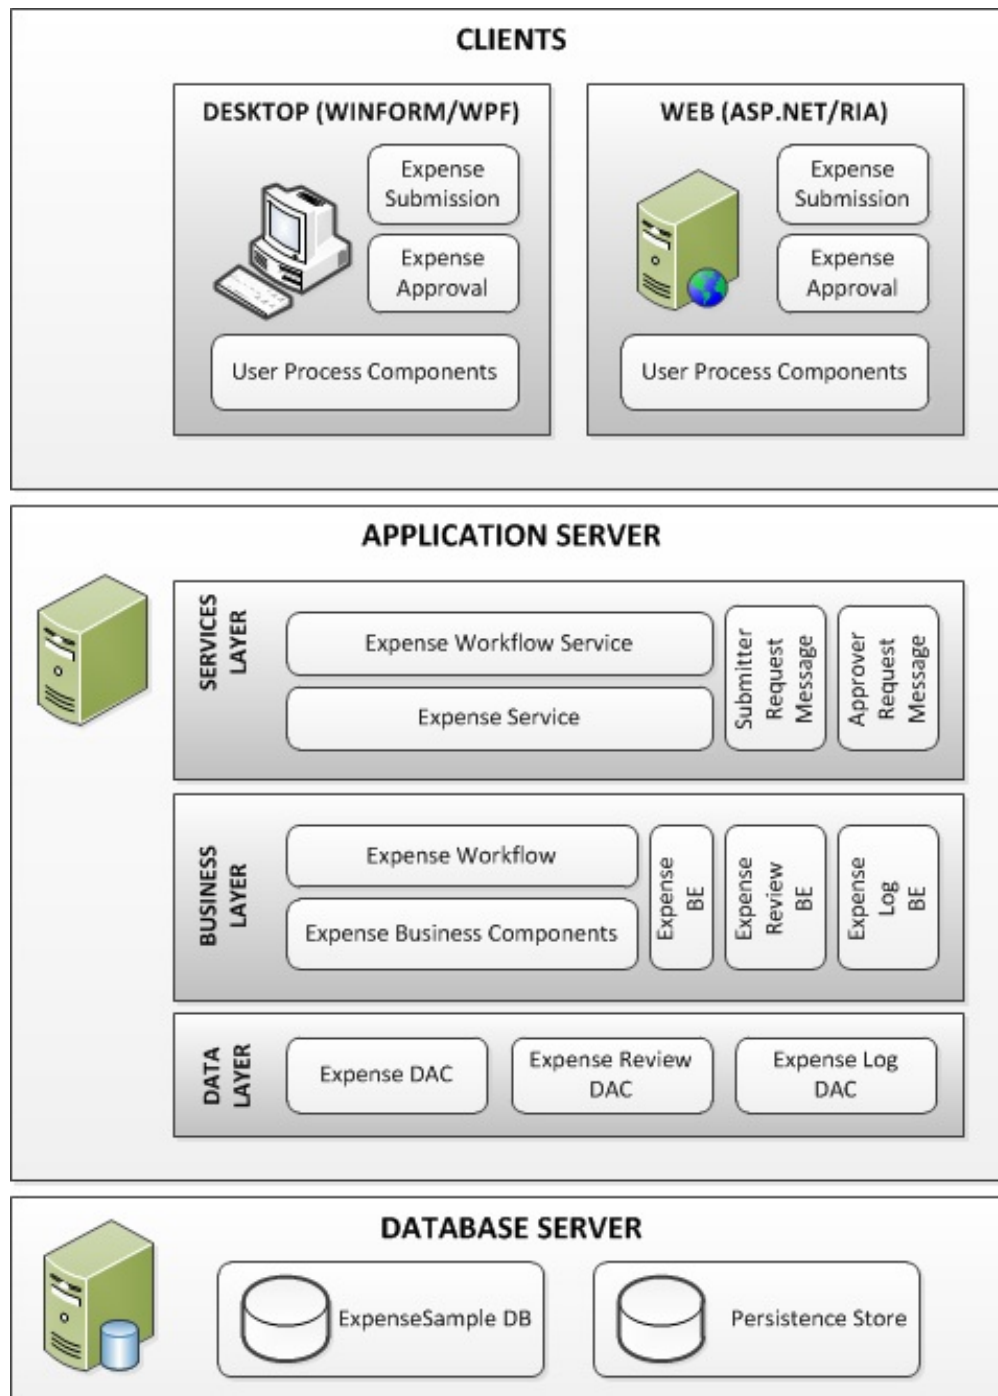 CLIENTS
DESKTOP (WINFORM/WPF)
Expense
Submission
Expense
Approval
User Process Components
WEB (ASP.NET/RIA)
Expense
Submission
Expense
Approval
User Process Components
APPLICATION SERVER
SERVICES
LAYER
Expense Workflow Service
Expense Service
Submitter
Request
Message
Approver
Request
Message
BUSINESS
LAYER
Expense Workflow
Expense Business Components
Expense
BE
Expense
Review
BE
Expense
Log
BE
DATA
LAYER
Expense DAC
Expense Review
DAC
Expense Log
DAC
DATABASE SERVER
ExpenseSample DB
Persistence Store